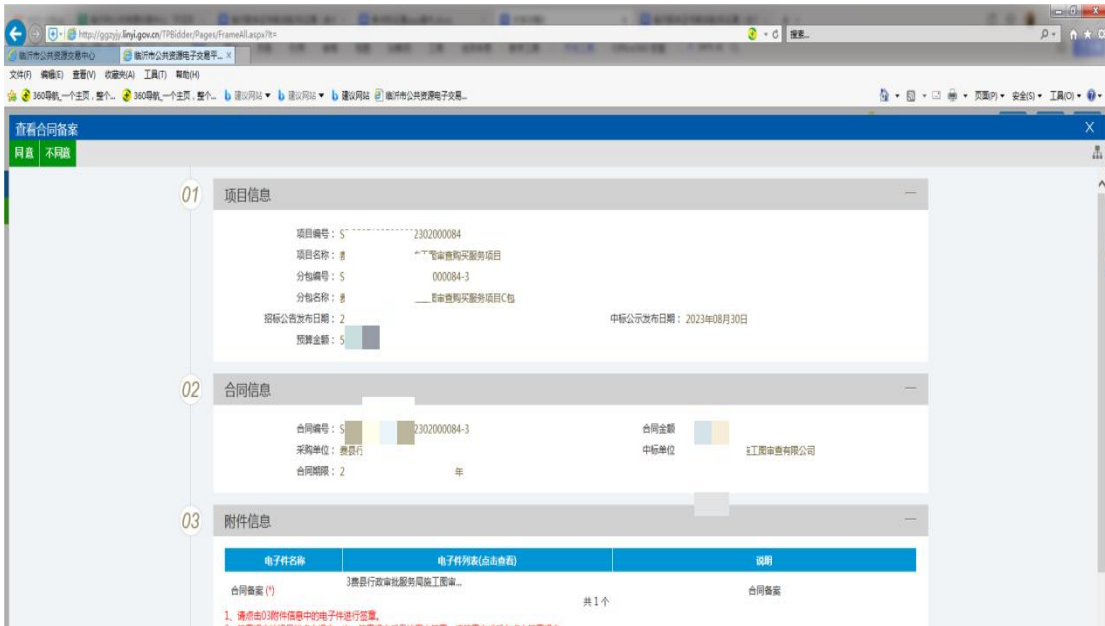 http://ggzyjy.linyi.gov.cn/TPBidder/Pages/FrameAll.aspx?t=
搜索...
临沂市公共资源交易中心
临沂市公共资源电子交易平...
文件(F) 编辑(E) 查看(V) 收藏夹(A) 工具(T) 帮助(H)
360导航_一个主页，整个... 360导航_一个主页，整个... 建议网站 建议网站 建议网站 临沂市公共资源电子交易...
页面(P) 安全(S) 工具(O)
查看合同备案 X
同意 不同意
01 项目信息
项目编号： S 2302000084
项目名称： 审查购买服务项目
分包编号： S 000084-3
分包名称： 审查购买服务项目C包
招标公告发布日期： 2 中标公示发布日期： 2023年08月30日
预算金额： 5
02 合同信息
合同编号： S 2302000084-3 合同金额
采购单位： 费县行 中标单位 工图审查有限公司
合同期限： 2 年
03 附件信息
电子件名称 电子件列表(点击查看) 说明
合同备案 (*) 3费县行政审批服务局施工图审... 合同备案
共1个
1、请点击03附件信息中的电子件进行签章。